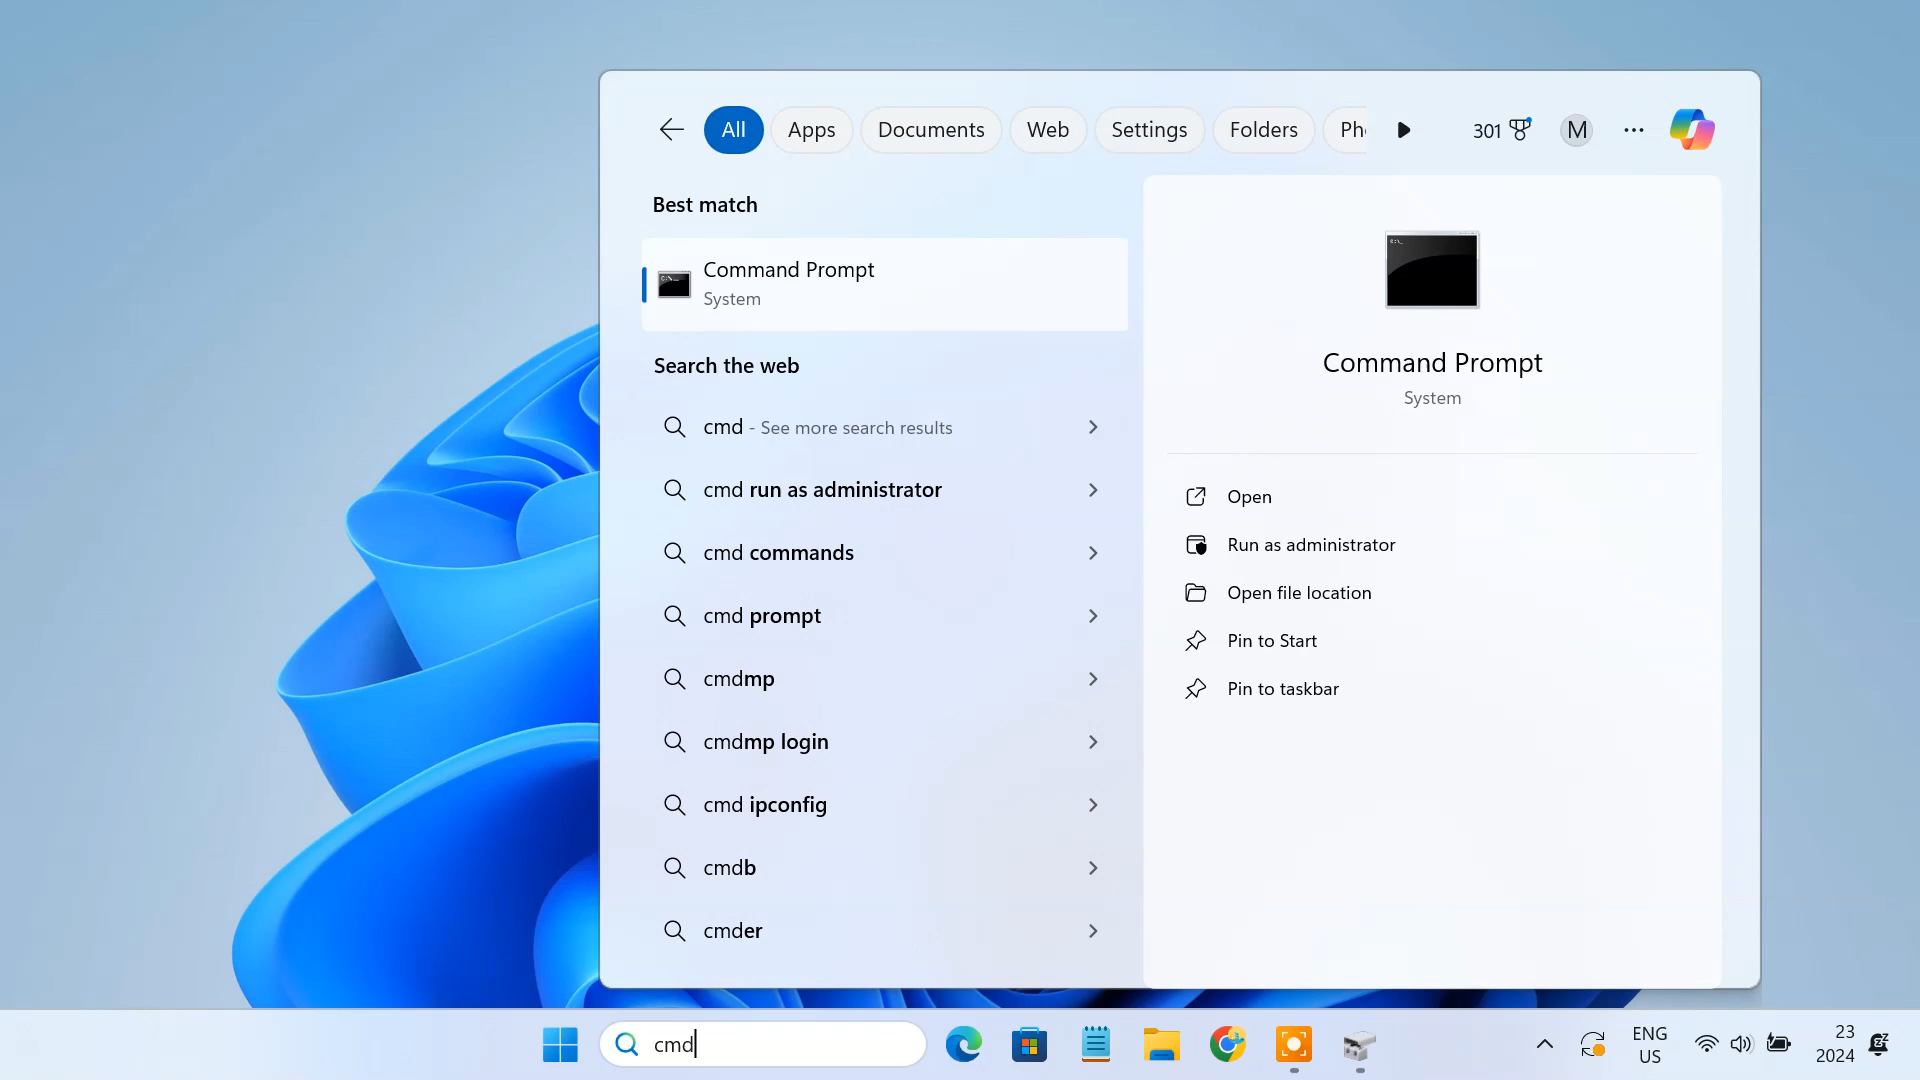 All
Apps
Documents
Web
Settings
Folders
Pho
301
M
Best match
Command Prompt
System
Search the web
cmd - See more search results
cmd run as administrator
cmd commands
cmd prompt
cmdmp
cmdmp login
cmd ipconfig
cmdb
cmder
Command Prompt
System
Open
Run as administrator
Open file location
Pin to Start
Pin to taskbar
cmd
ENG
US
23
2024